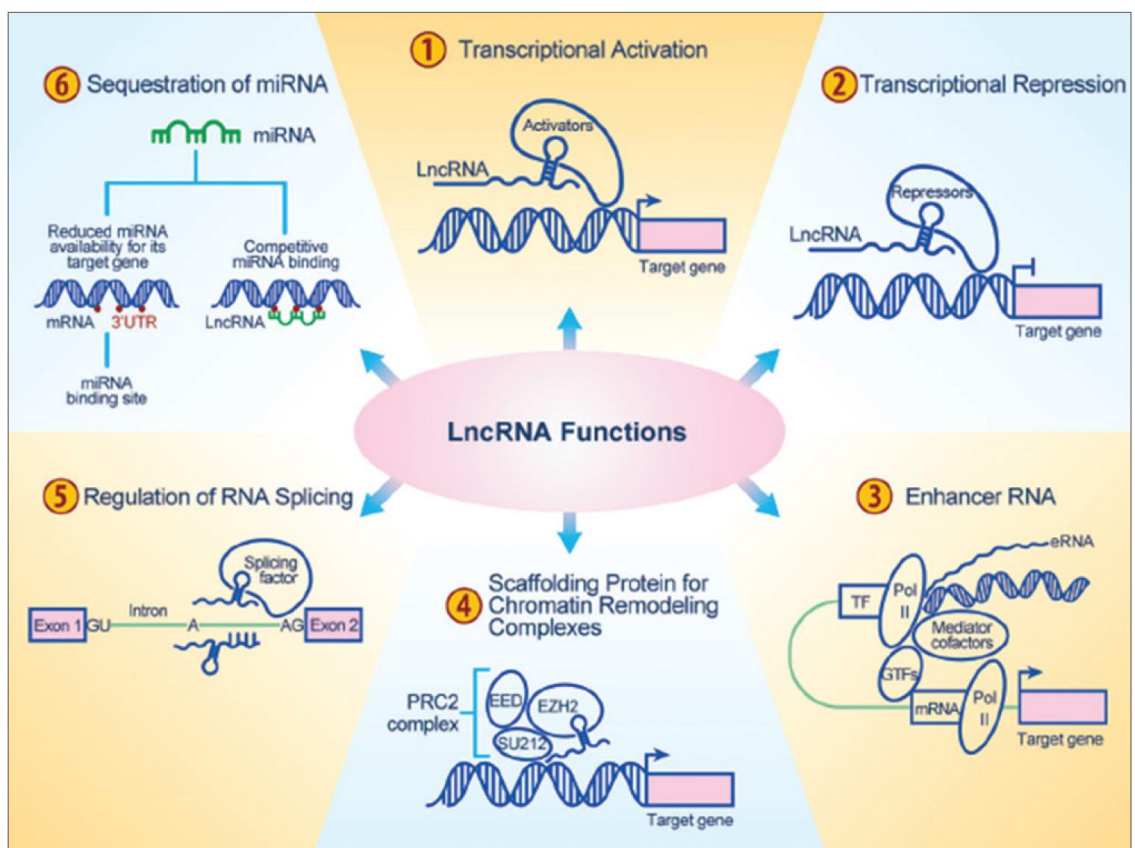 LncRNA Functions
1 Transcriptional Activation
Activators
LncRNA
Target gene
2 Transcriptional Repression
Repressors
LncRNA
Target gene
3 Enhancer RNA
eRNA
TF
Pol
II
Mediator
cofactors
GTFs
mRNA
Pol
II
Target gene
4 Scaffolding Protein for
Chromatin Remodeling
Complexes
PRC2
complex
EED
EZH2
SU212
Target gene
5 Regulation of RNA Splicing
Splicing
factor
Intron
Exon 1 GU
A
AG Exon 2
6 Sequestration of miRNA
miRNA
Reduced miRNA
availability for its
target gene
mRNA 3'UTR
miRNA
binding site
Competitive
miRNA binding
LncRNA